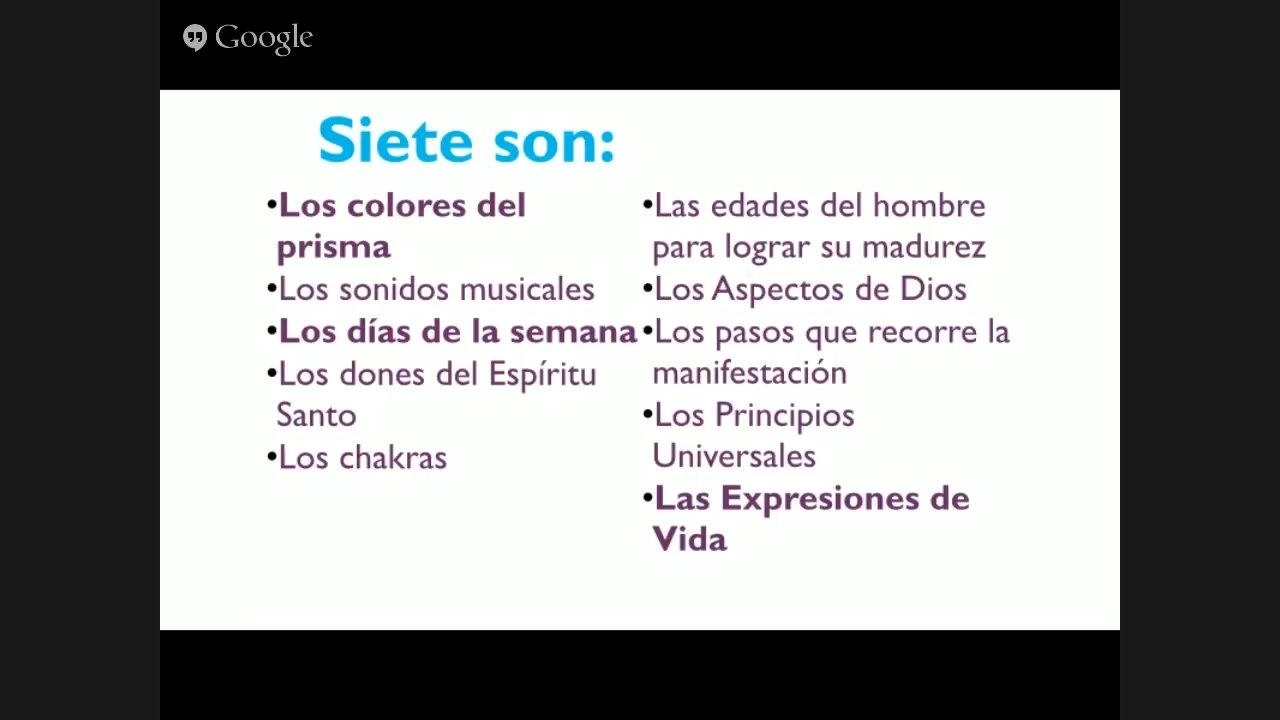 Google
Siete son:
•Los colores del
prisma
•Los sonidos musicales
•Los días de la semana
•Los dones del Espíritu
Santo
•Los chakras
•Las edades del hombre
para lograr su madurez
•Los Aspectos de Dios
•Los pasos que recorre la
manifestación
•Los Principios
Universales
•Las Expresiones de
Vida